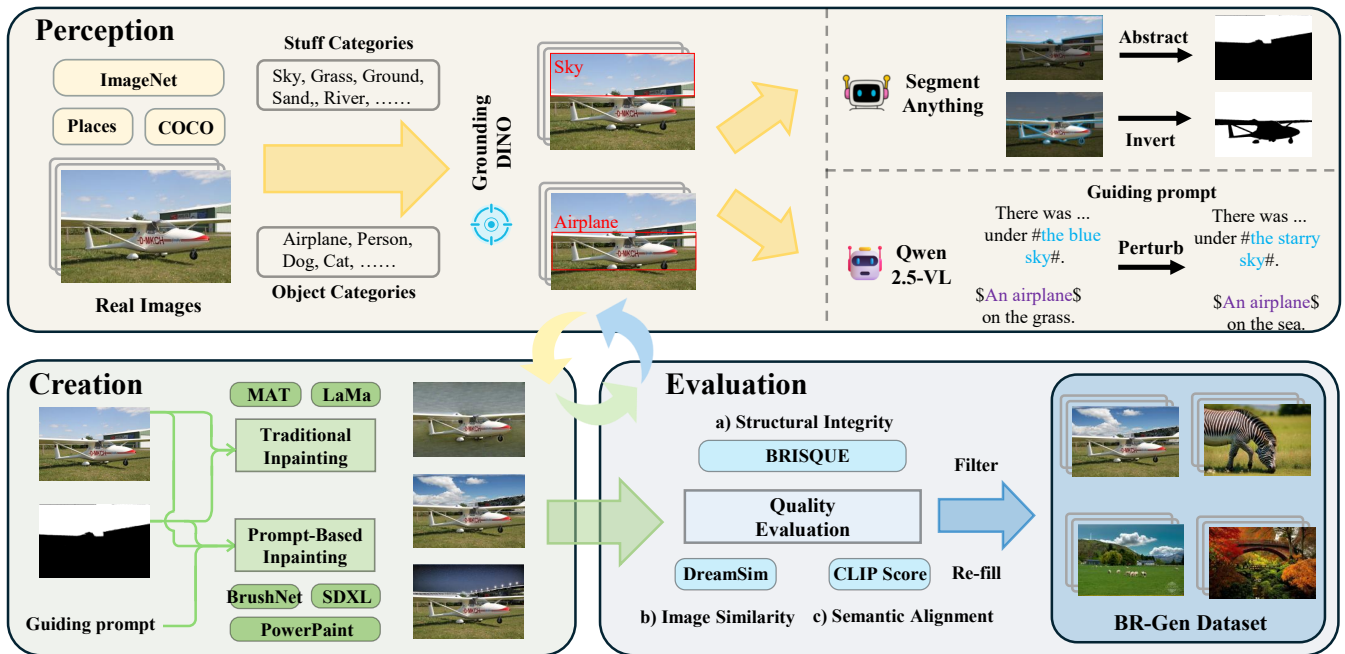 Perception
ImageNet
Places
COCO
Real Images
Stuff Categories
Sky, Grass, Ground,
Sand,, River, ……
Airplane, Person,
Dog, Cat, ……
Object Categories
Grounding
DINO
Sky
Airplane
Segment
Anything
Abstract
Invert
Qwen
2.5-VL
Guiding prompt
There was ...
under #the blue
sky#.
$An airplane$
on the grass.
Perturb
There was ...
under #the starry
sky#.
$An airplane$
on the sea.
Creation
MAT
LaMa
Traditional
Inpainting
Prompt-Based
Inpainting
BrushNet
SDXL
PowerPaint
Guiding prompt
Evaluation
a) Structural Integrity
BRISQUE
Quality
Evaluation
DreamSim
CLIP Score
b) Image Similarity
c) Semantic Alignment
Filter
Re-fill
BR-Gen Dataset